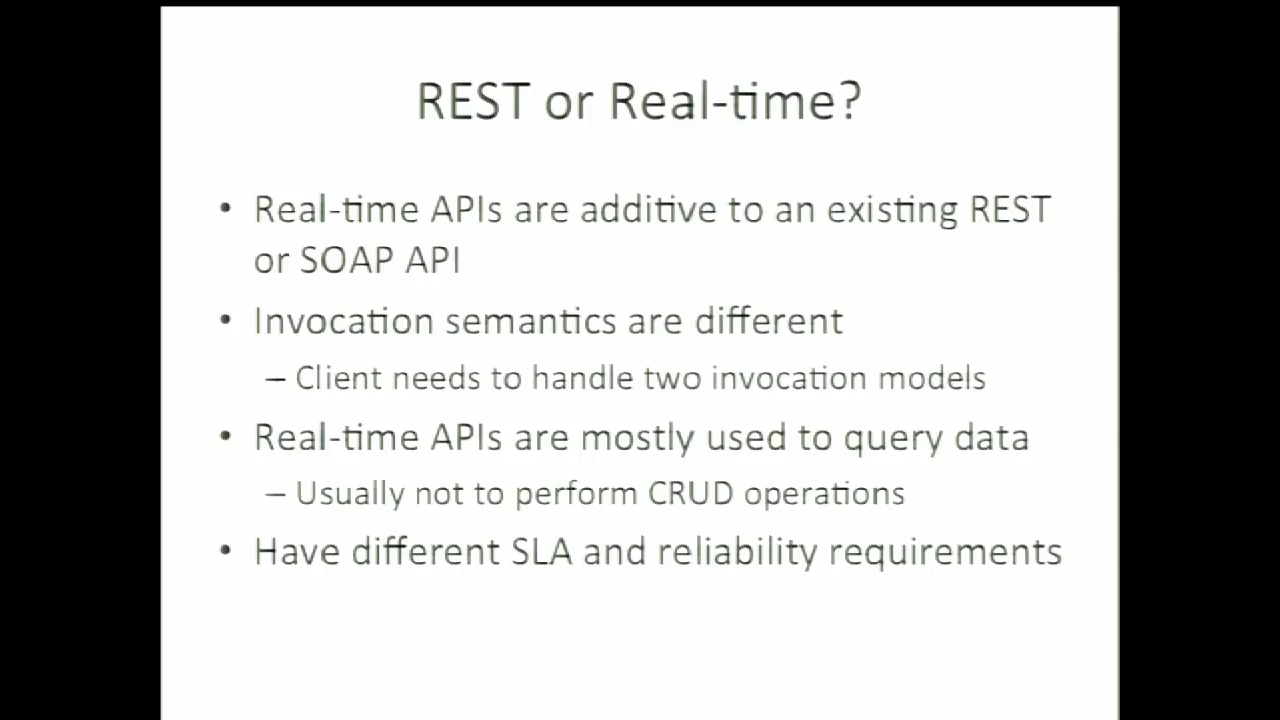 REST or Real-time?
• Real-time APIs are additive to an existing REST
or SOAP API
• Invocation semantics are different
– Client needs to handle two invocation models
• Real-time APIs are mostly used to query data
– Usually not to perform CRUD operations
• Have different SLA and reliability requirements